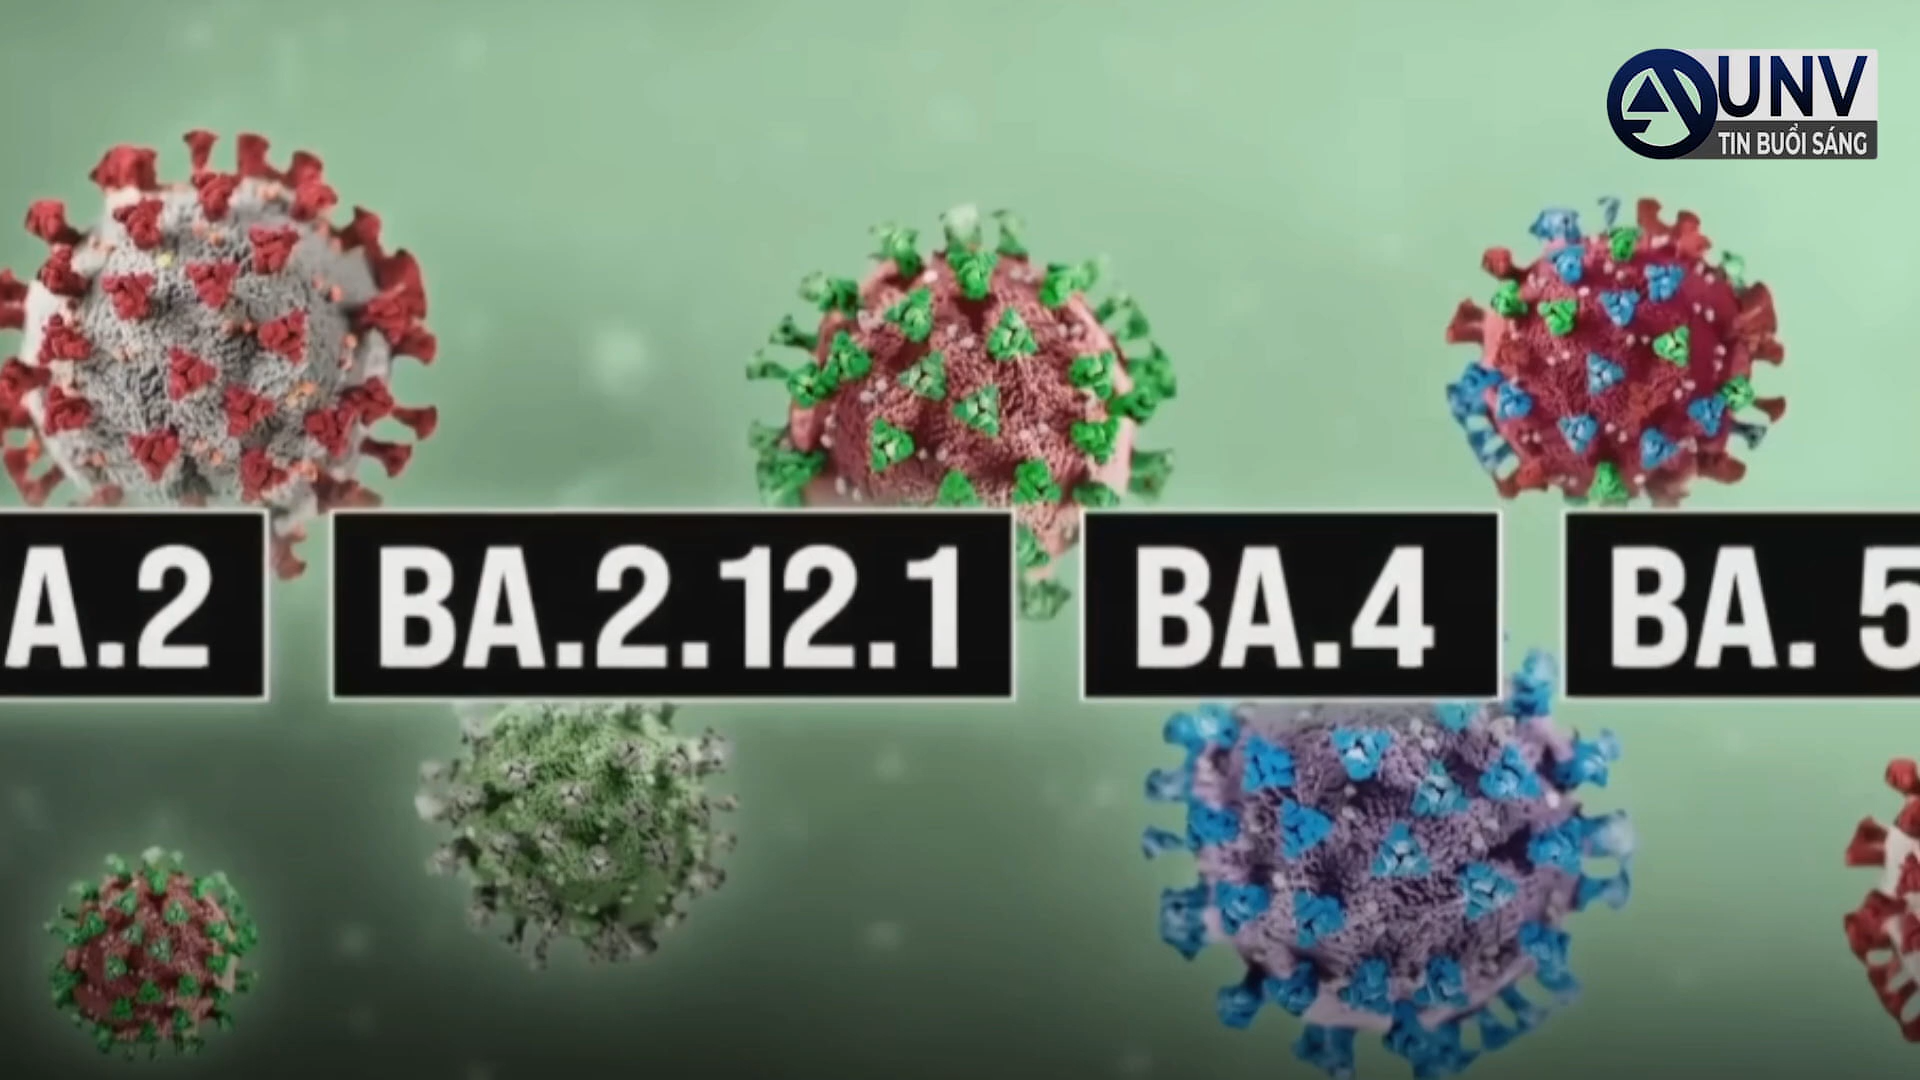 UNV
TIN BUỔI SÁNG
A.2
BA.2.12.1
BA.4
BA. 5